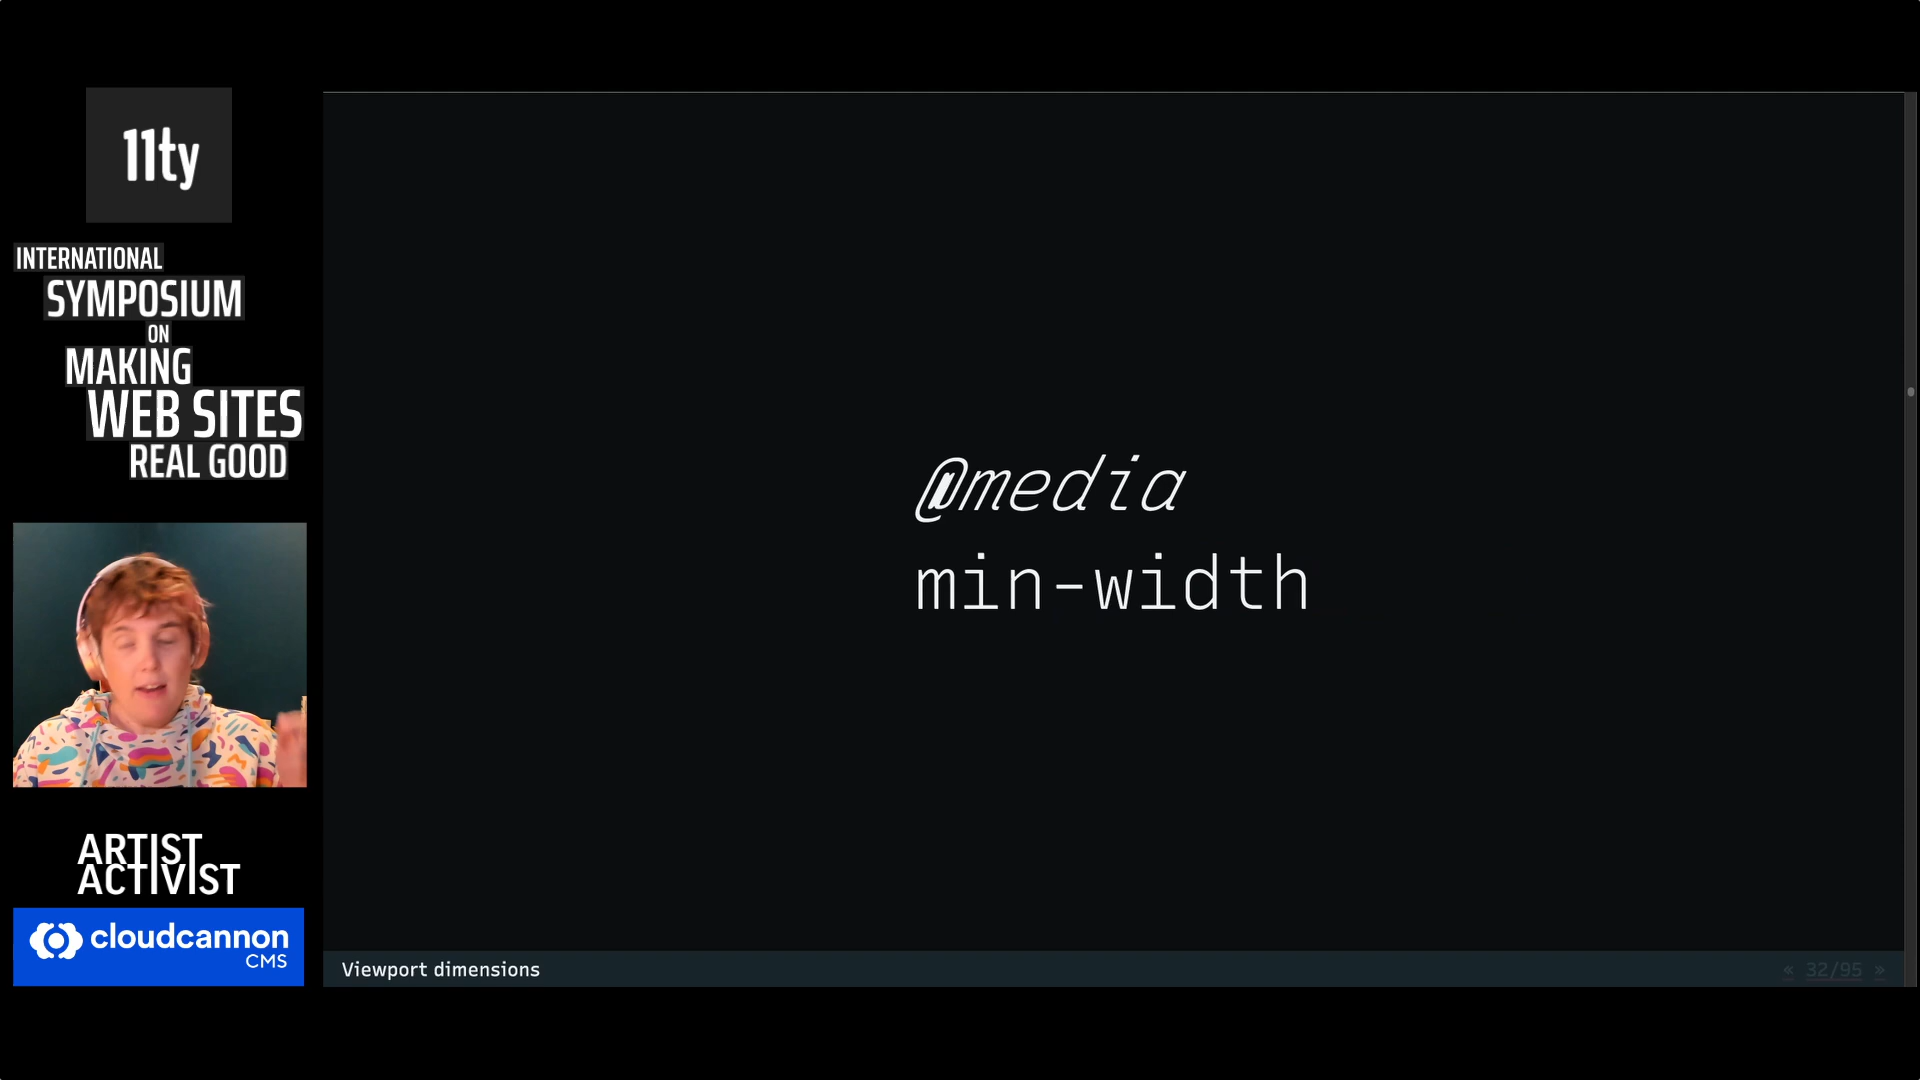 11ty
INTERNATIONAL
SYMPOSIUM
ON
MAKING
WEB SITES
REAL GOOD
@media
min-width
ARTIST
ACTIVIST
cloudcannon
CMS
Viewport dimensions
« 32/95 »